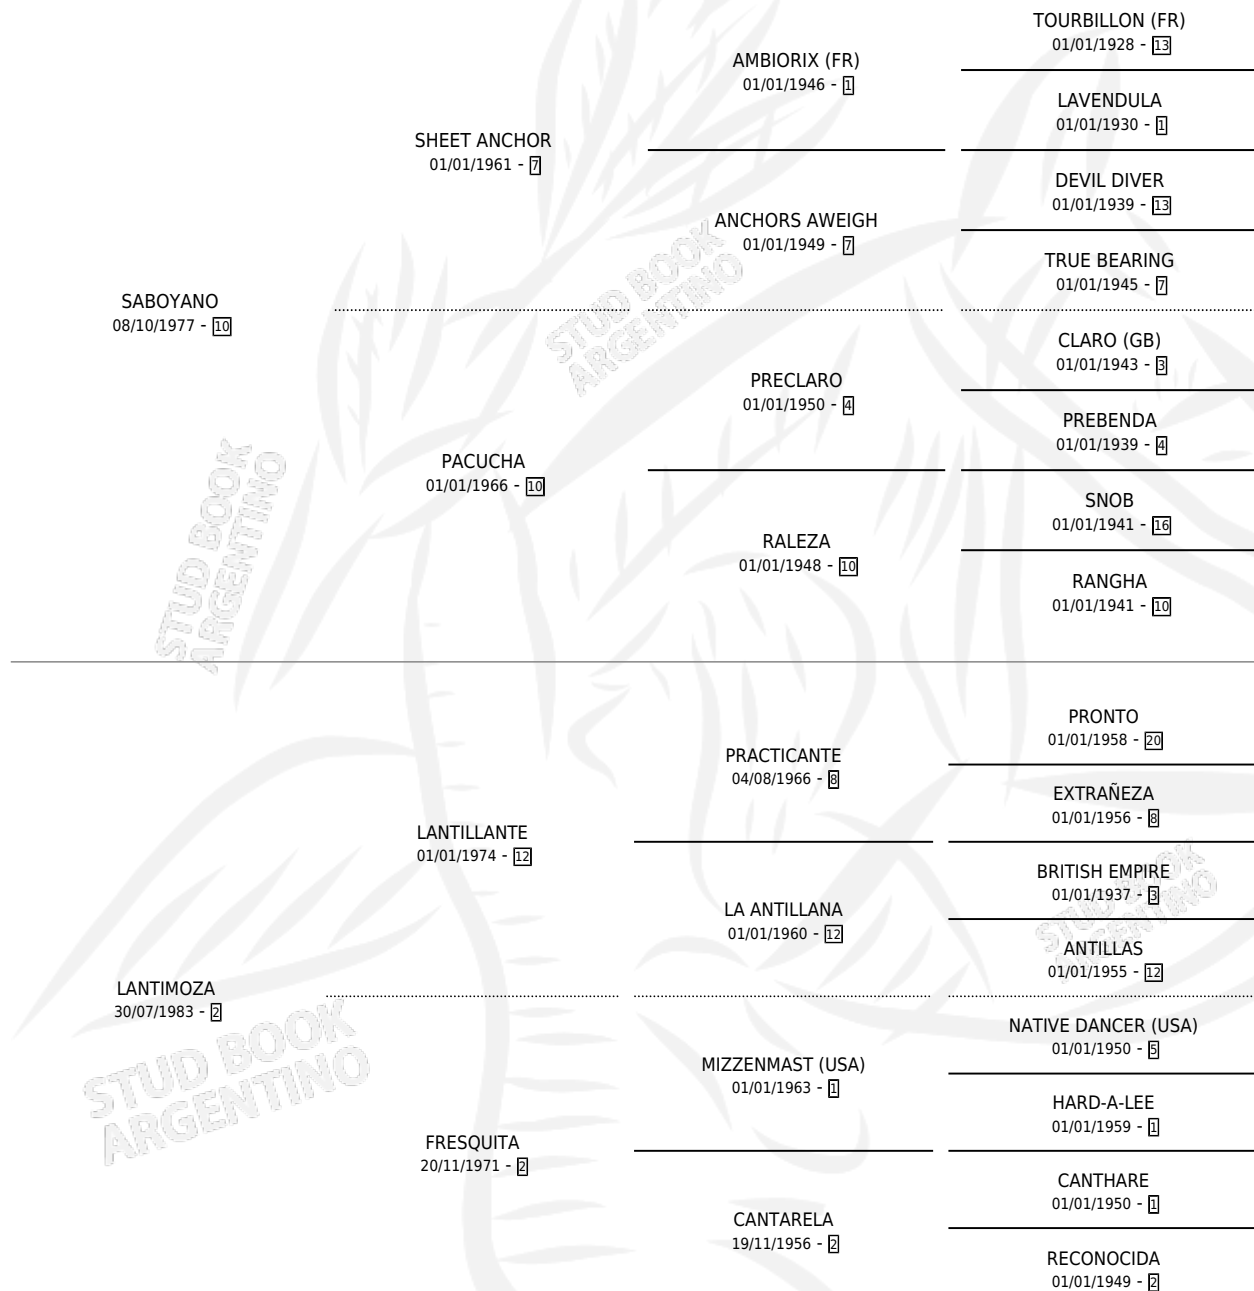 TOURBILLON (FR)
01/01/1928 - 13
AMBIORIX (FR)
01/01/1946 - 1
LAVENDULA
01/01/1930 - 1
SHEET ANCHOR
01/01/1961 - 7
DEVIL DIVER
01/01/1939 - 13
ANCHORS AWEIGH
01/01/1949 - 7
TRUE BEARING
01/01/1945 - 7
SABOYANO
08/10/1977 - 10
CLARO (GB)
01/01/1943 - 3
PRECLARO
01/01/1950 - 4
PREBENDA
01/01/1939 - 4
PACUCHA
01/01/1966 - 10
SNOB
01/01/1941 - 16
RALEZA
01/01/1948 - 10
RANGHA
01/01/1941 - 10
PRONTO
01/01/1958 - 20
PRACTICANTE
04/08/1966 - 8
EXTRAÑEZA
01/01/1956 - 8
LANTILLANTE
01/01/1974 - 12
BRITISH EMPIRE
01/01/1937 - 3
LA ANTILLANA
01/01/1960 - 12
ANTILLAS
01/01/1955 - 12
LANTIMOZA
30/07/1983 - 2
NATIVE DANCER (USA)
01/01/1950 - 5
MIZZENMAST (USA)
01/01/1963 - 1
HARD-A-LEE
01/01/1959 - 1
FRESQUITA
20/11/1971 - 2
CANTHARE
01/01/1950 - 1
CANTARELA
19/11/1956 - 2
RECONOCIDA
01/01/1949 - 2
STUD BOOK
ARGENTINO
STUD BOOK
ARGENTINO
STUD BOOK
ARGENTINO
STUD BOOK
ARGENTINO